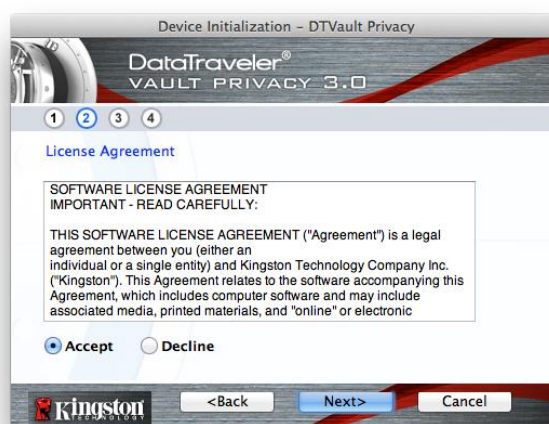 Device Initialization - DTVault Privacy
DataTraveler®
VAULT PRIVACY 3.0
1 2 3 4
License Agreement
SOFTWARE LICENSE AGREEMENT
IMPORTANT - READ CAREFULLY:
THIS SOFTWARE LICENSE AGREEMENT ("Agreement") is a legal
agreement between you (either an
individual or a single entity) and Kingston Technology Company Inc.
("Kingston"). This Agreement relates to the software accompanying this
Agreement, which includes computer software and may include
associated media, printed materials, and "online" or electronic
Accept Decline
Kingston
TECHNOLOGY
<Back Next> Cancel